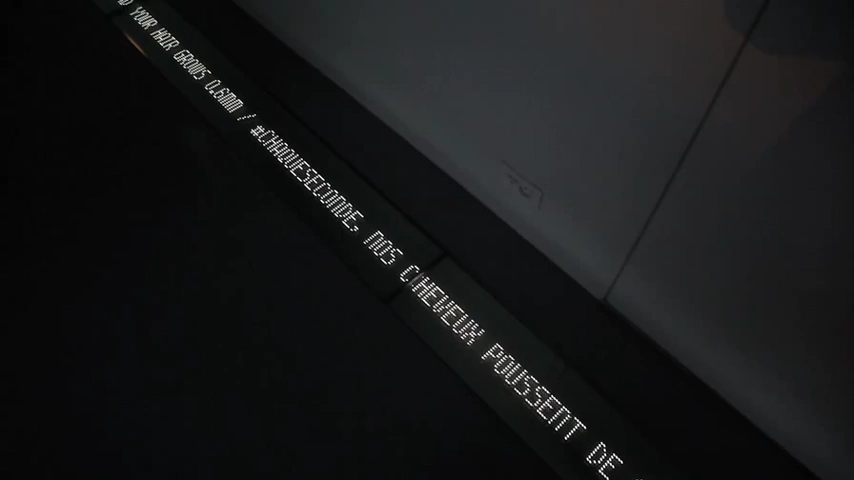 YOUR HAIR GROWS 0,6MM / #CHAQUESECONDE, NOS CHEVEUX POUSSENT DE